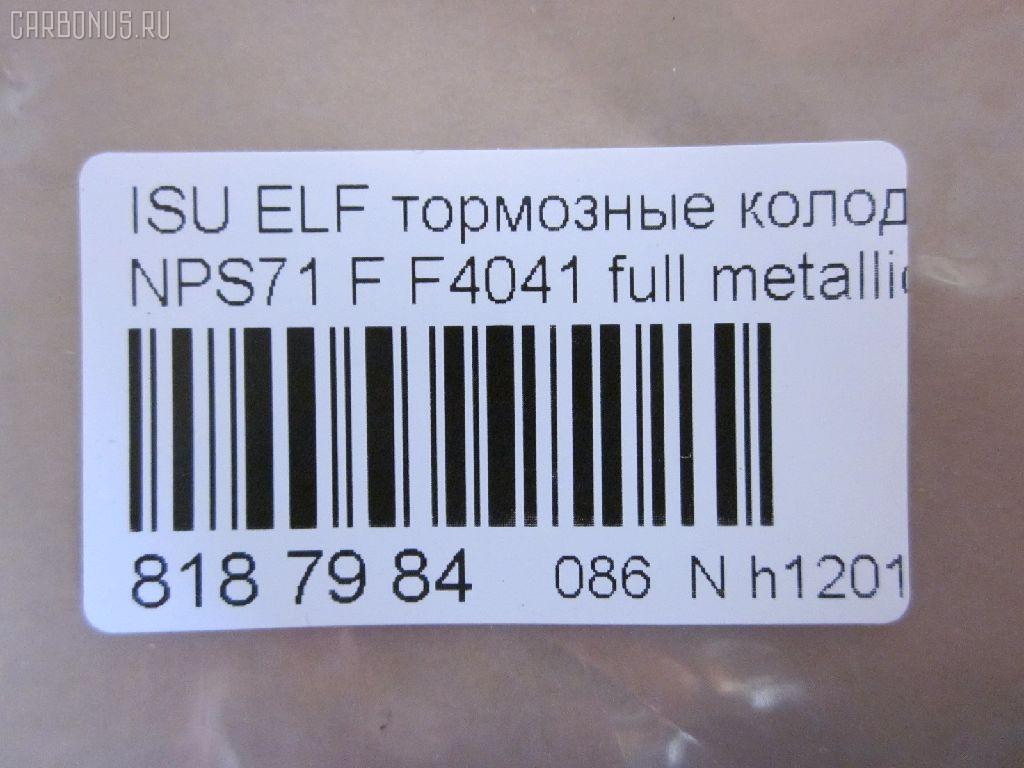 CARBONUS.RU
ISU ELF тормозные колод
NPS71 F F4041 full metallic
818 79 84 086 N h1201